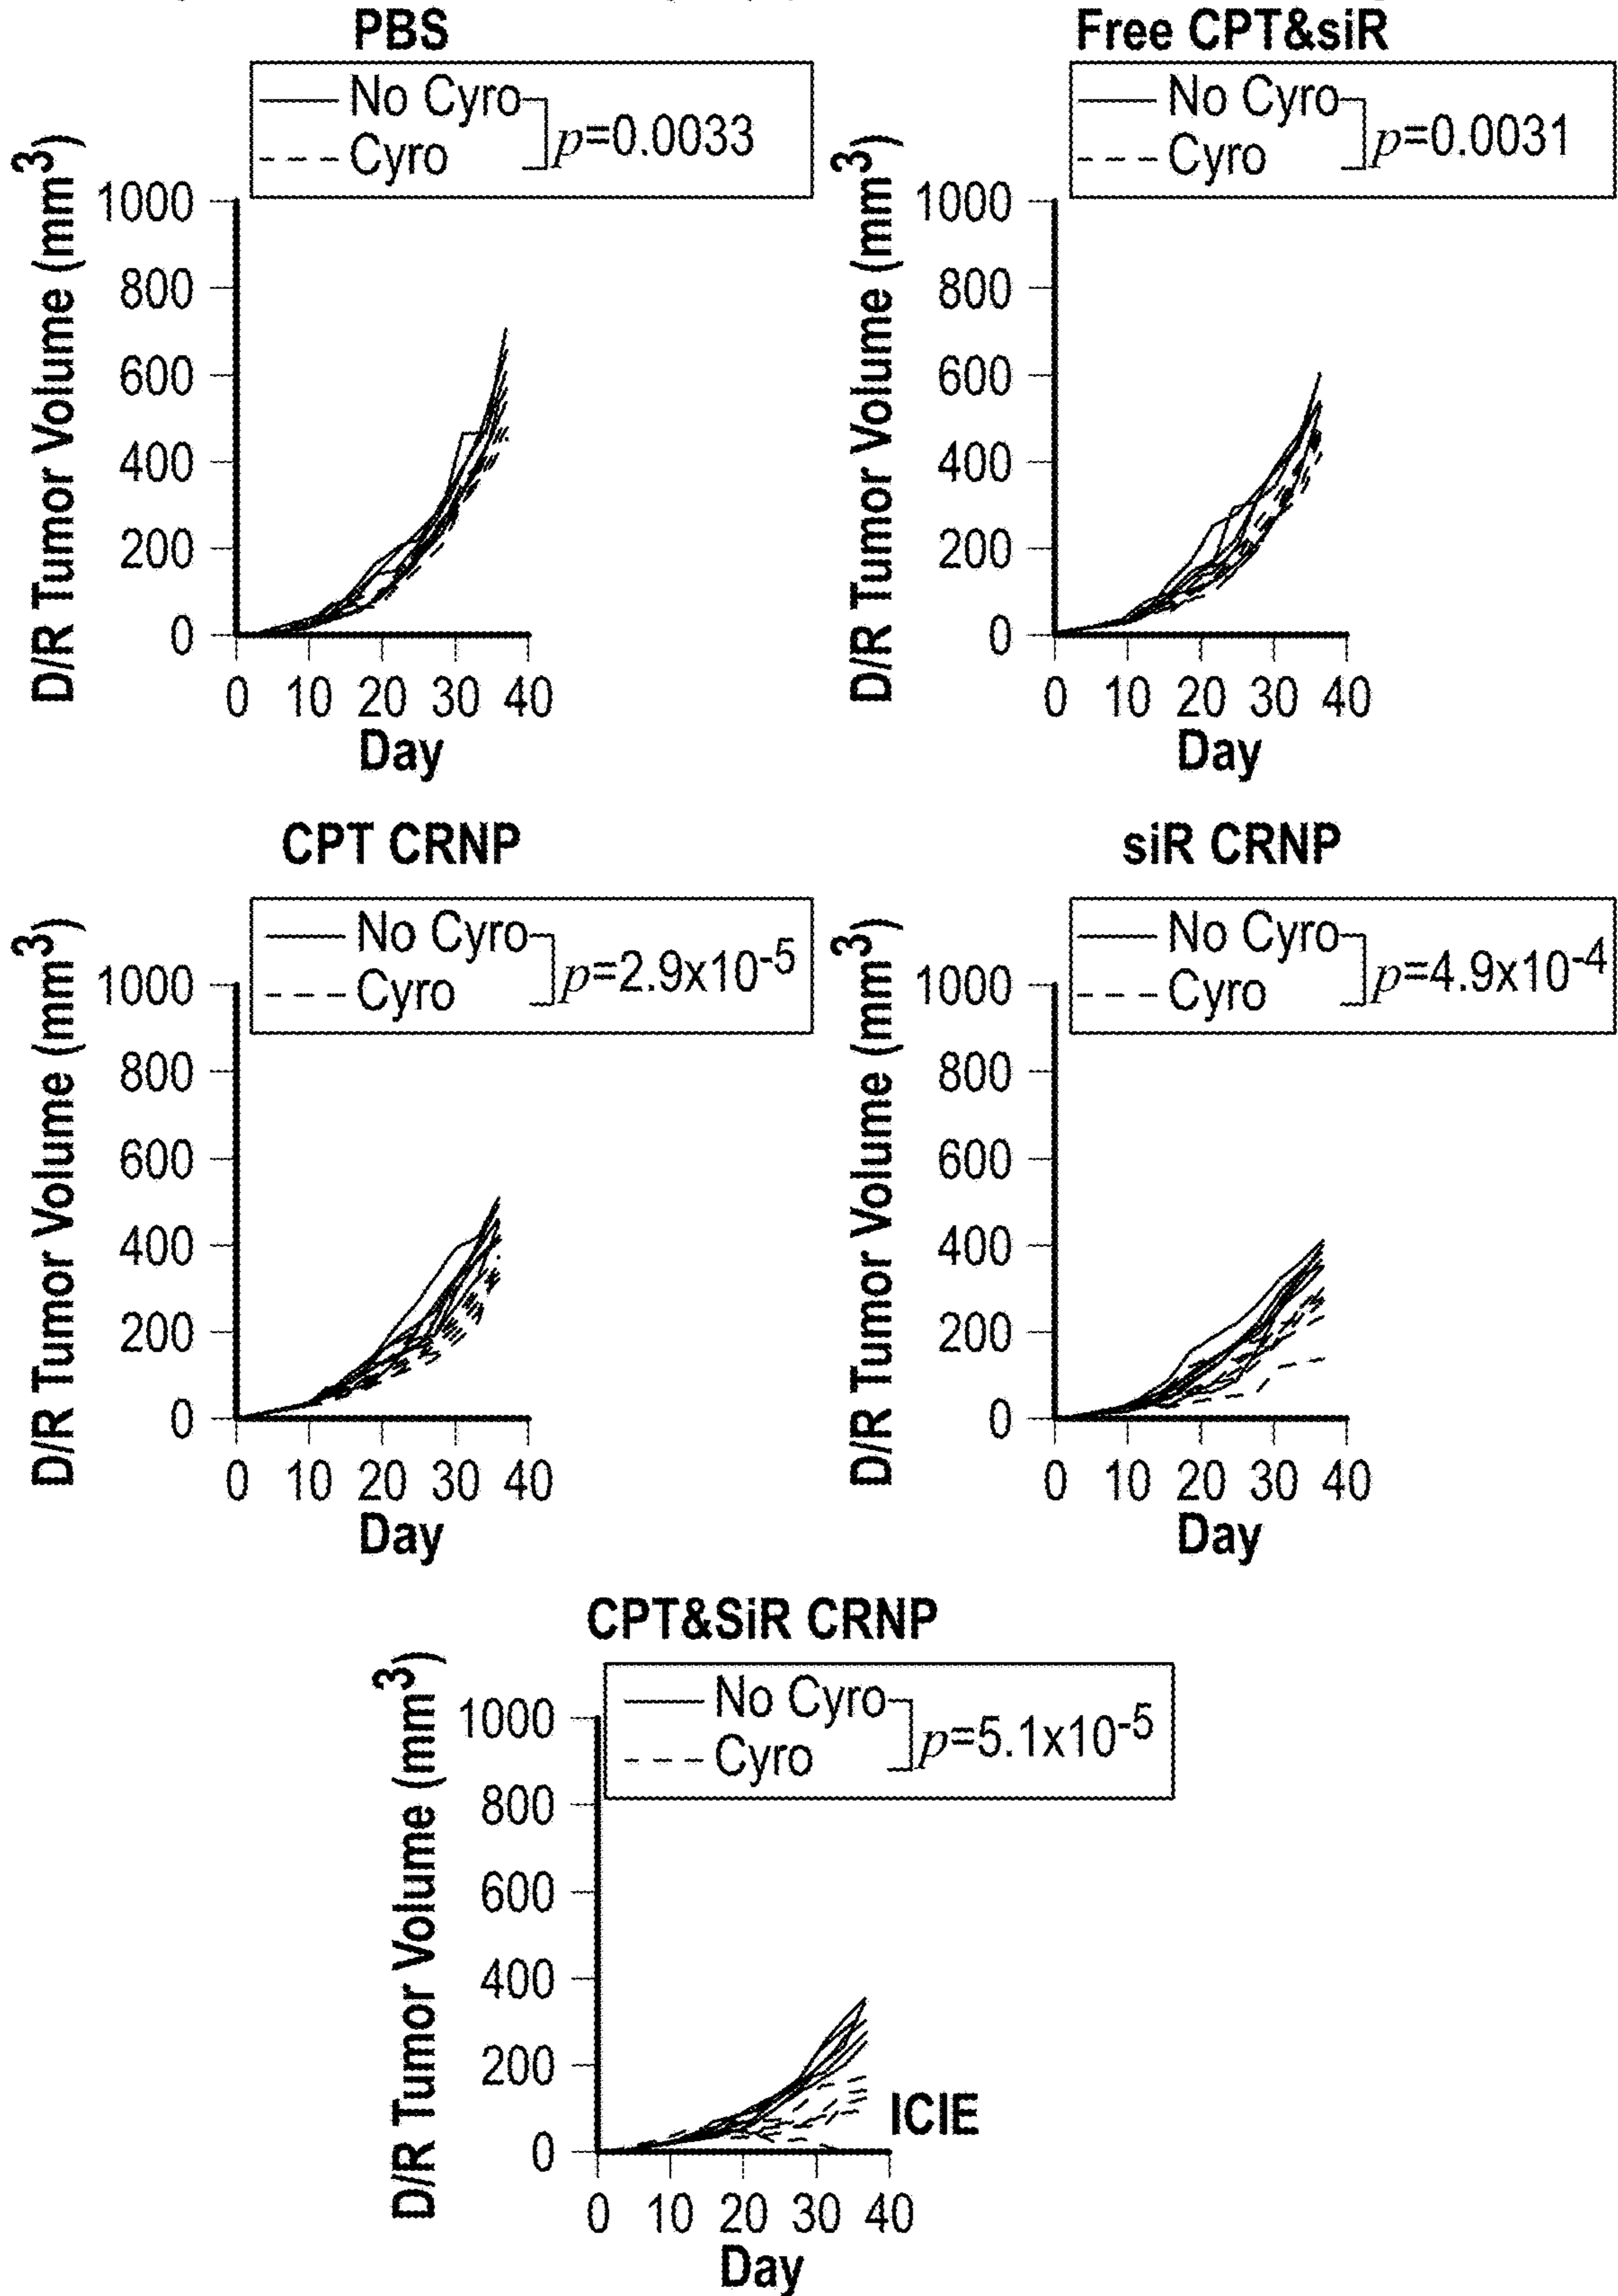 PBS
No Cyro
Cyro
p=0.0033
D/R Tumor Volume (mm³)
1000
800
600
400
200
0
0 10 20 30 40
Day
Free CPT&siR
No Cyro
Cyro
p=0.0031
D/R Tumor Volume (mm³)
1000
800
600
400
200
0
0 10 20 30 40
Day
CPT CRNP
No Cyro
Cyro
p=2.9x10⁻⁵
D/R Tumor Volume (mm³)
1000
800
600
400
200
0
0 10 20 30 40
Day
siR CRNP
No Cyro
Cyro
p=4.9x10⁻⁴
D/R Tumor Volume (mm³)
1000
800
600
400
200
0
0 10 20 30 40
Day
CPT&SiR CRNP
No Cyro
Cyro
p=5.1x10⁻⁵
D/R Tumor Volume (mm³)
1000
800
600
400
200
0
ICIE
0 10 20 30 40
Day